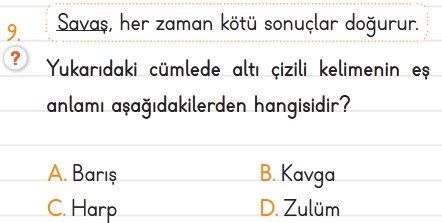 9. Savaş, her zaman kötü sonuçlar doğurur.
?
Yukarıdaki cümlede altı çizili kelimenin eş
anlamı aşağıdakilerden hangisidir?
A. Barış B. Kavga
C. Harp D. Zulüm